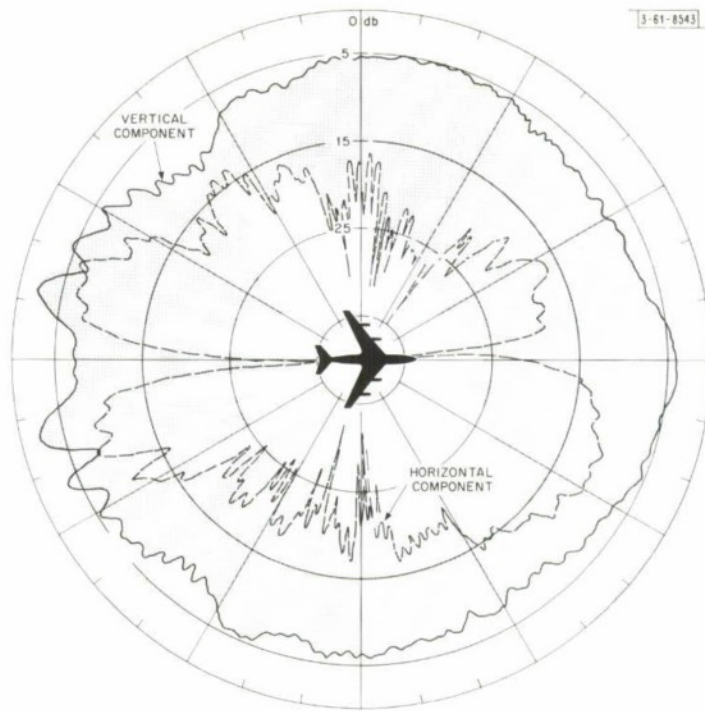 3-61-8543
0 db
5
VERTICAL
COMPONENT
15
25
HORIZONTAL
COMPONENT